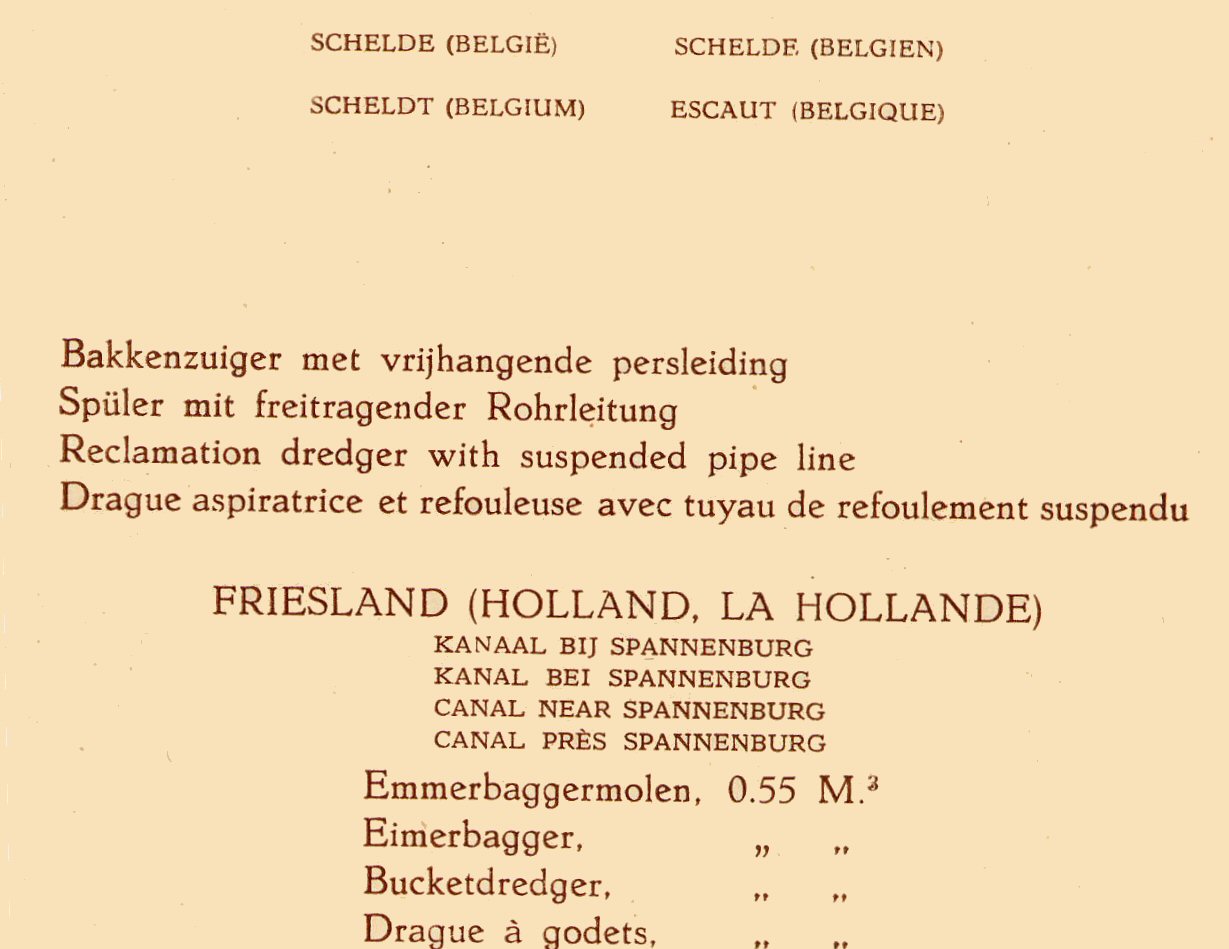 SCHELDE (BELGIË) SCHELDE (BELGIEN)
SCHELDT (BELGIUM) ESCAUT (BELGIQUE)
Bakkenzuiger met vrijhangende persleiding
Spüler mit freitragender Rohrleitung
Reclamation dredger with suspended pipe line
Drague aspiratrice et refouleuse avec tuyau de refoulement suspendu
FRIESLAND (HOLLAND, LA HOLLANDE)
KANAAL BIJ SPANNENBURG
KANAL BEI SPANNENBURG
CANAL NEAR SPANNENBURG
CANAL PRÈS SPANNENBURG
Emmerbaggermolen, 0.55 M.³
Eimerbagger, „ „
Bucketdredger, „ „
Drague à godets, „ „